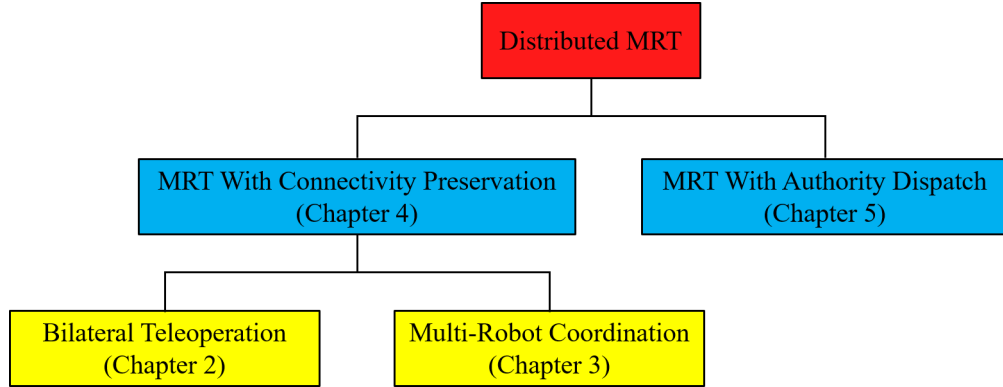 Distributed MRT
MRT With Connectivity Preservation
(Chapter 4)
MRT With Authority Dispatch
(Chapter 5)
Bilateral Teleoperation
(Chapter 2)
Multi-Robot Coordination
(Chapter 3)